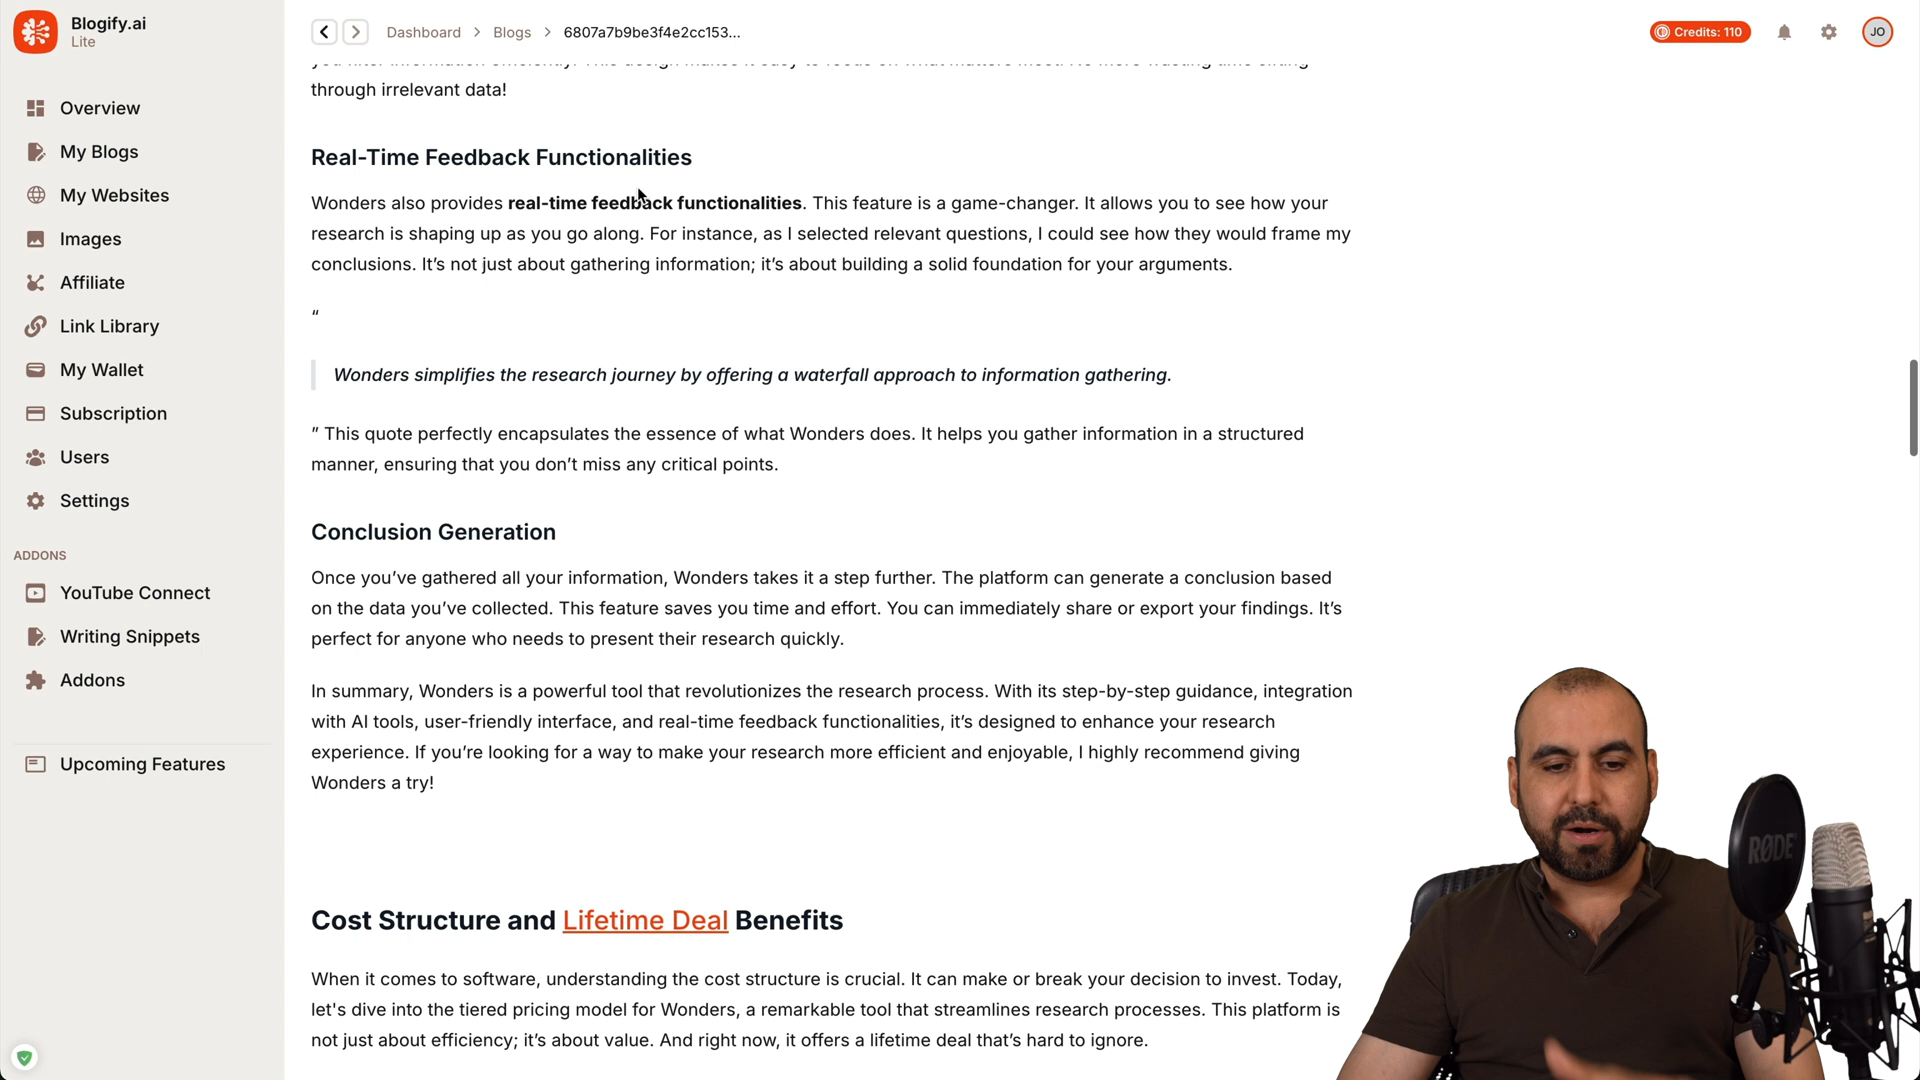 Blogify.ai
Lite
Dashboard > Blogs > 6807a7b9be3f4e2cc153...
Credits: 110
JO
Overview
My Blogs
My Websites
Images
Affiliate
Link Library
My Wallet
Subscription
Users
Settings
ADDONS
YouTube Connect
Writing Snippets
Addons
Upcoming Features
through irrelevant data!
Real-Time Feedback Functionalities
Wonders also provides real-time feedback functionalities. This feature is a game-changer. It allows you to see how your
research is shaping up as you go along. For instance, as I selected relevant questions, I could see how they would frame my
conclusions. It’s not just about gathering information; it’s about building a solid foundation for your arguments.
“
Wonders simplifies the research journey by offering a waterfall approach to information gathering.
” This quote perfectly encapsulates the essence of what Wonders does. It helps you gather information in a structured
manner, ensuring that you don’t miss any critical points.
Conclusion Generation
Once you’ve gathered all your information, Wonders takes it a step further. The platform can generate a conclusion based
on the data you’ve collected. This feature saves you time and effort. You can immediately share or export your findings. It’s
perfect for anyone who needs to present their research quickly.
In summary, Wonders is a powerful tool that revolutionizes the research process. With its step-by-step guidance, integration
with AI tools, user-friendly interface, and real-time feedback functionalities, it’s designed to enhance your research
experience. If you’re looking for a way to make your research more efficient and enjoyable, I highly recommend giving
Wonders a try!
Cost Structure and Lifetime Deal Benefits
When it comes to software, understanding the cost structure is crucial. It can make or break your decision to invest. Today,
let's dive into the tiered pricing model for Wonders, a remarkable tool that streamlines research processes. This platform is
not just about efficiency; it’s about value. And right now, it offers a lifetime deal that’s hard to ignore.
RØDE